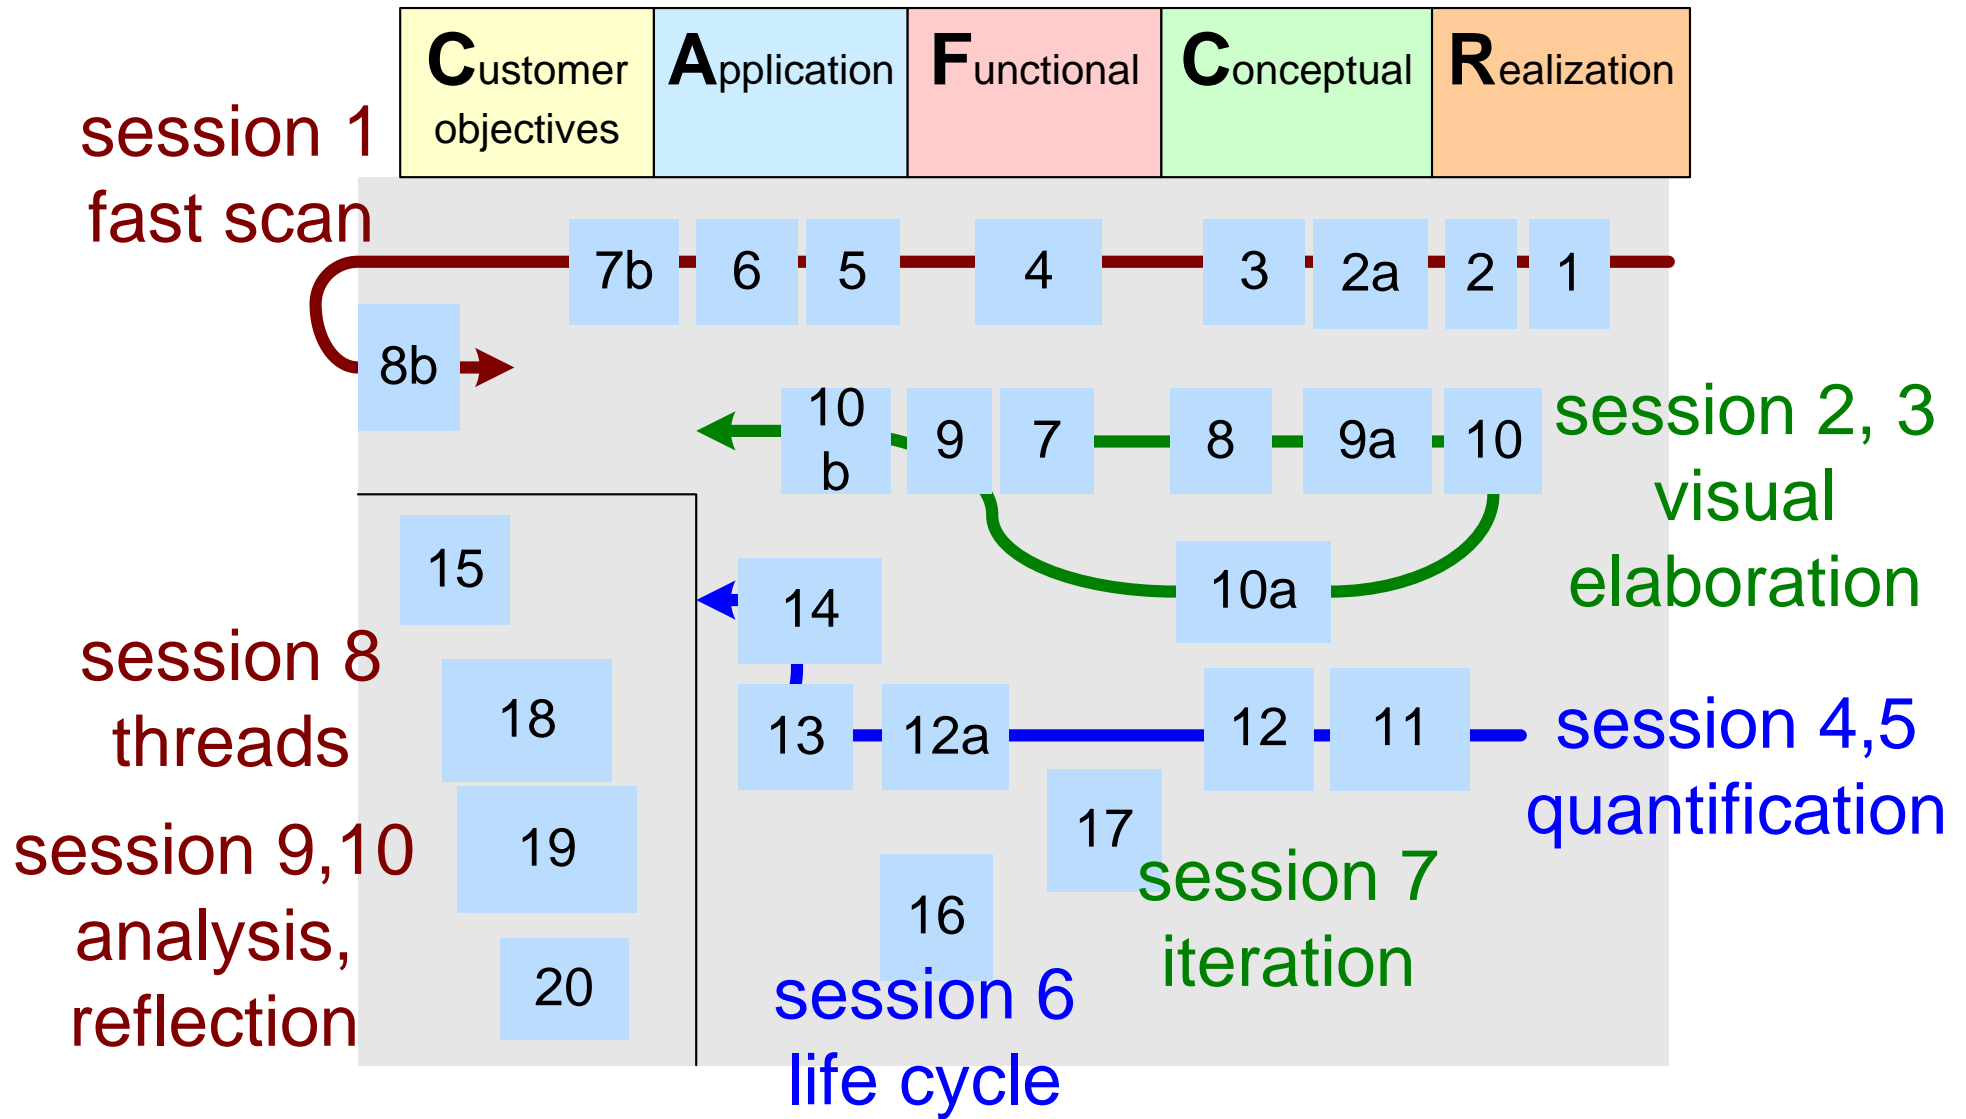 Customer
objectives
Application
Functional
Conceptual
Realization
session 1
fast scan
7b
6
5
4
3
2a
2
1
8b
10
b
9
7
8
9a
10
session 2, 3
visual
elaboration
10a
15
14
session 8
threads
18
13
12a
12
11
session 4,5
quantification
17
session 7
iteration
session 9,10
analysis,
reflection
19
16
20
session 6
life cycle